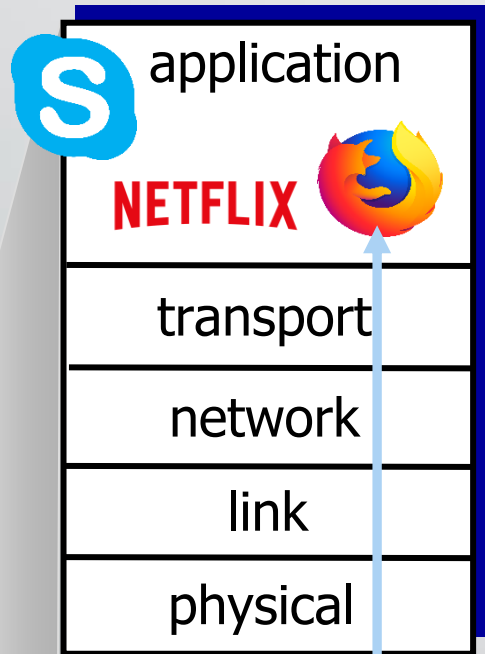 application
S
NETFLIX
transport
network
link
physical